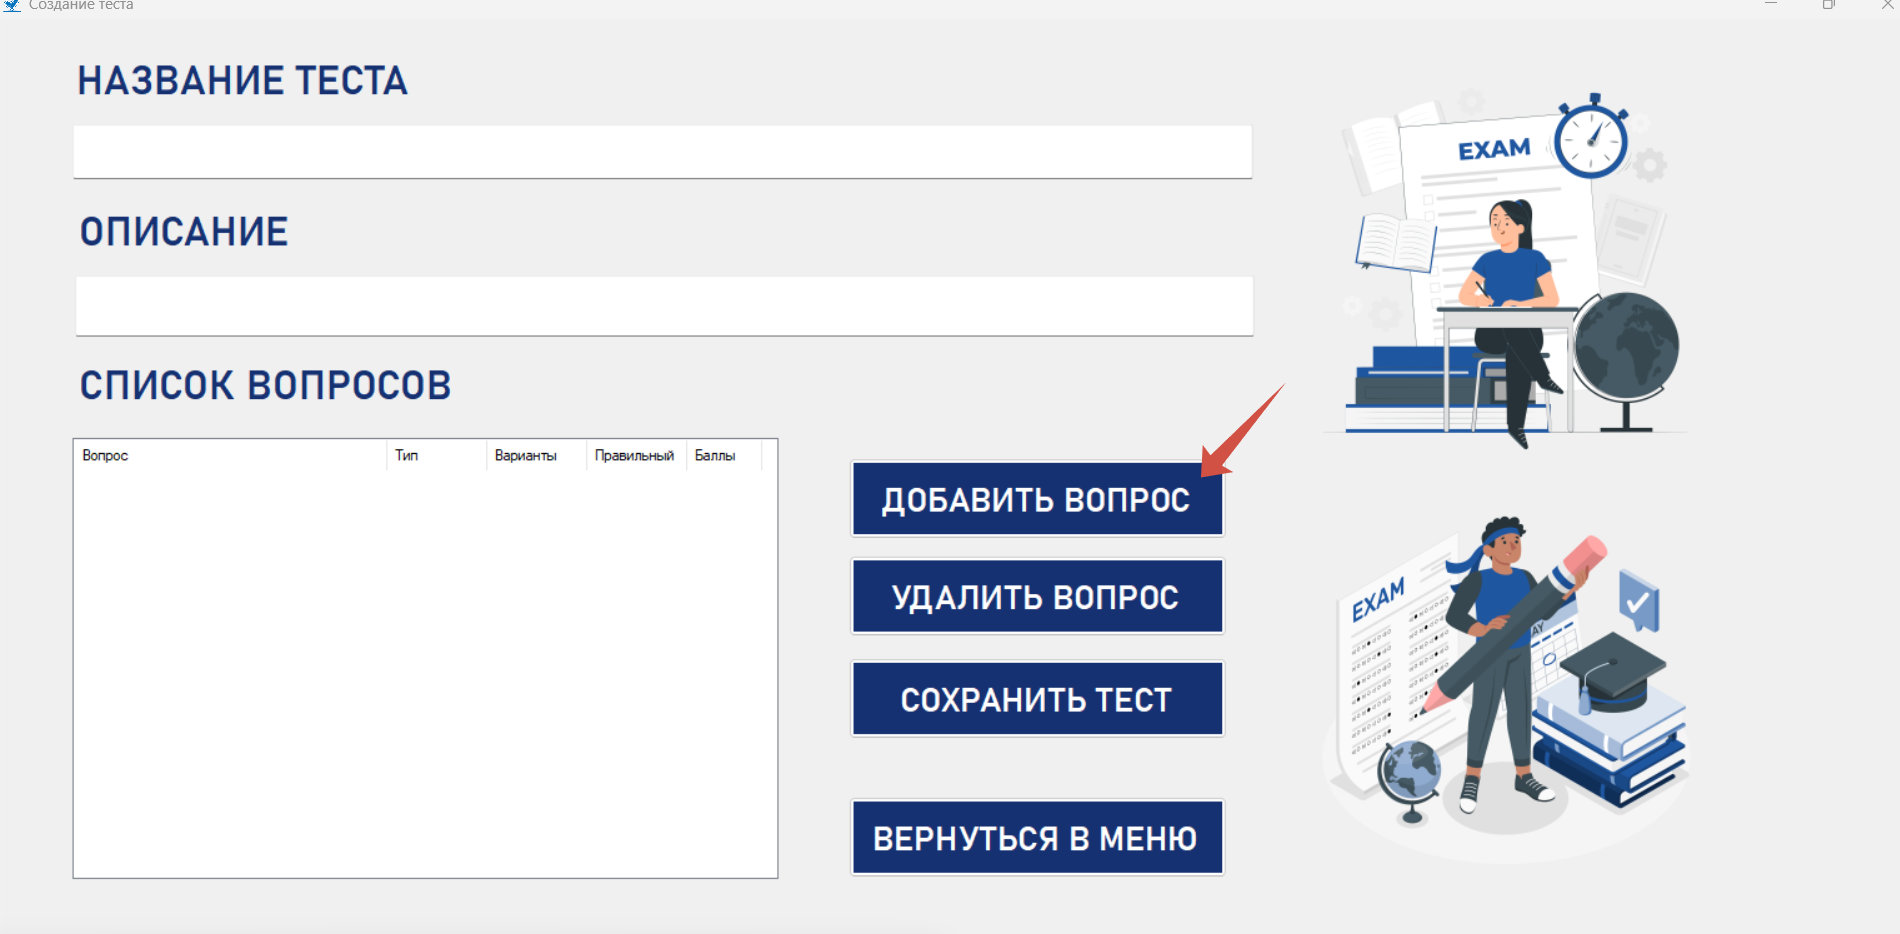 Создание теста
НАЗВАНИЕ ТЕСТА
ОПИСАНИЕ
СПИСОК ВОПРОСОВ
Вопрос Тип Варианты Правильный Баллы
ДОБАВИТЬ ВОПРОС
УДАЛИТЬ ВОПРОС
СОХРАНИТЬ ТЕСТ
ВЕРНУТЬСЯ В МЕНЮ
EXAM
EXAM
AY